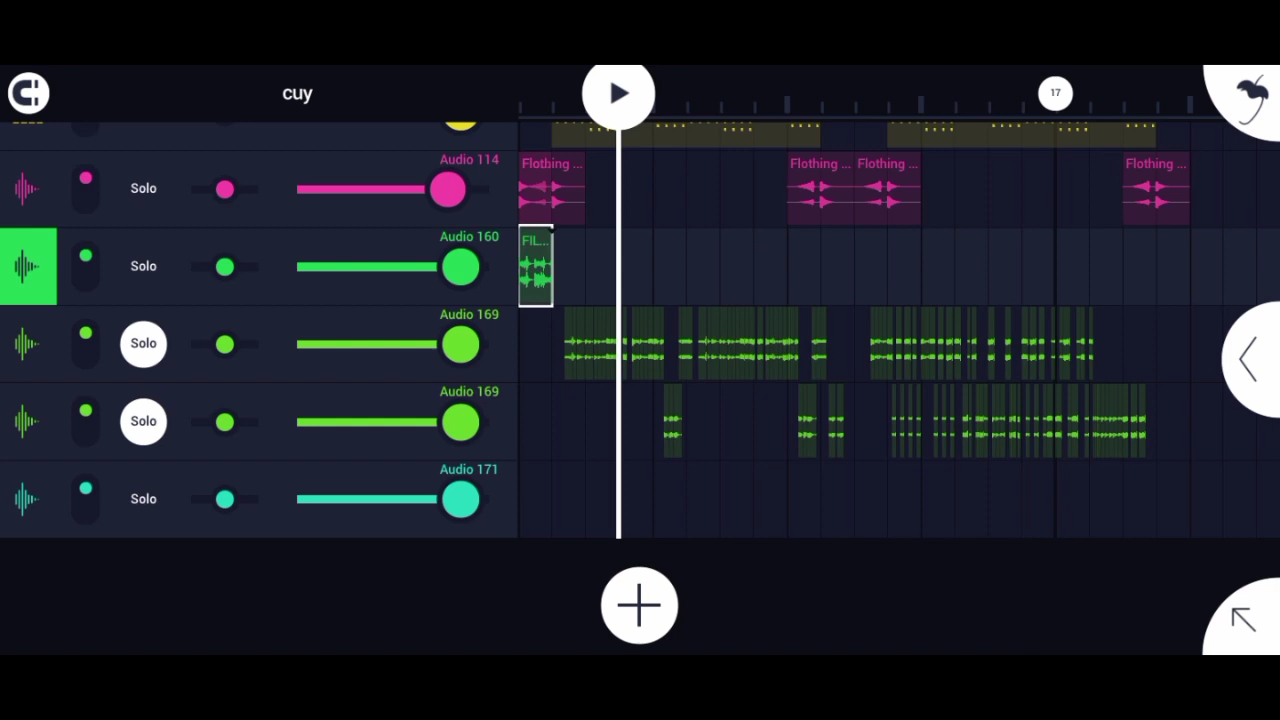 cuy
17
Audio 114
Solo
Flothing ...
Flothing ...
Flothing ...
Flothing ...
Audio 160
Solo
FIL...
Audio 169
Solo
Audio 169
Solo
Audio 171
Solo